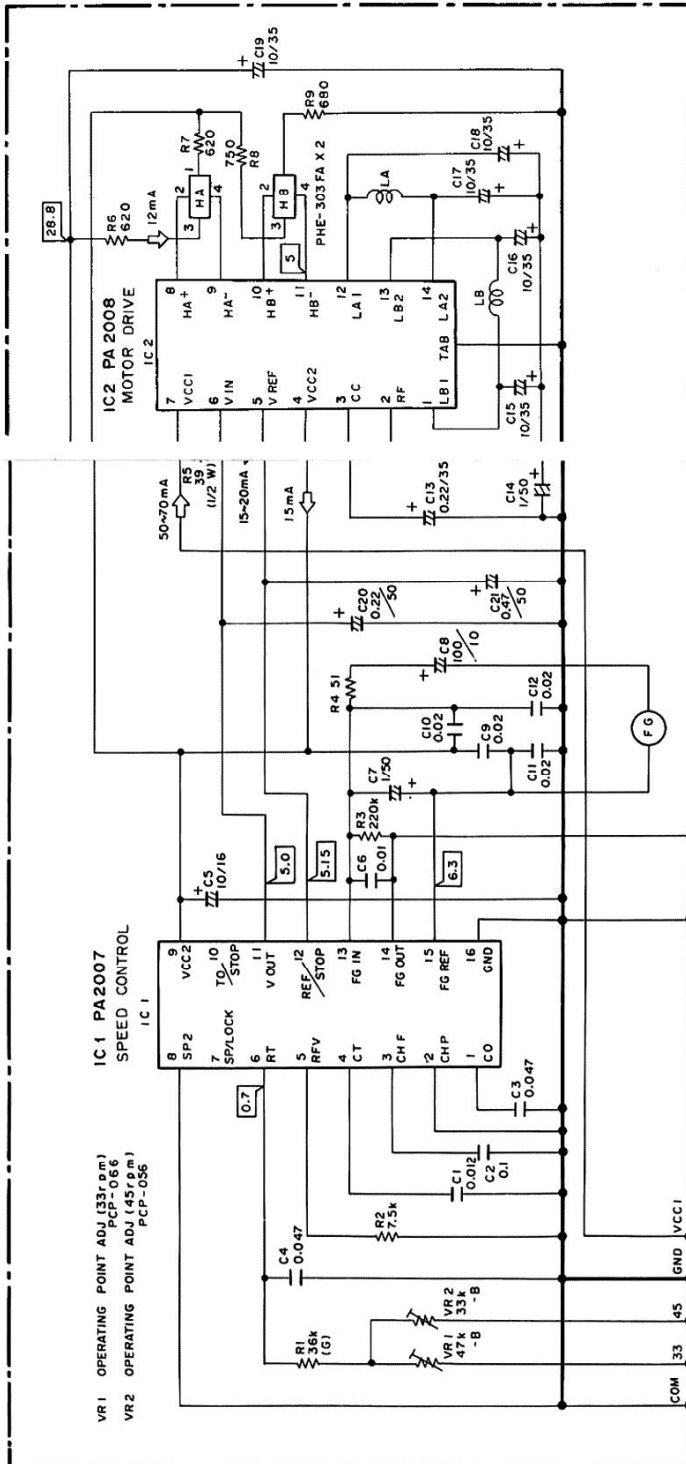 VR1 OPERATING POINT ADJ (33rpm)
PCP-066
VR2 OPERATING POINT ADJ (45rpm)
PCP-056
IC1 PA2007
SPEED CONTROL
IC1
8
SP2
7
SP/LOCK
6
RT
5
RFV
4
CT
3
CHF
2
CHP
1
CO
9
VCC2
10
TO/STOP
11
V OUT
12
REF/STOP
13
FG IN
14
FG OUT
15
FG REF
16
GND
0.7
C4
0.047
R1
36k
(G)
VR1
47k
-B
VR2
33k
-B
R2
7.5k
C1
0.012
C2
0.1
C3
0.047
COM
33
45
GND
VCC1
C5
10/16
5.0
5.15
6.3
C6
0.01
R3
220k
C7
1/50
R4 51
C8
100/10
C10
0.02
C9
0.02
C11
0.02
C12
0.02
FG
C20
0.22/50
C21
0.47/50
50~70mA
R5
39
(1/2 W)
15~20mA
15mA
C13
0.22/35
C14
1/50
IC2 PA2008
MOTOR DRIVE
IC2
7
VCC1
6
VIN
5
VREF
4
VCC2
3
CC
2
RF
1
LB1
TAB
8
HA+
9
HA-
10
HB+
11
HB-
12
LA1
13
LB2
14
LA2
28.8
R6
620
12mA
2
1
3
4
HA
R7
620
750
R8
2
1
3
4
HB
PHE-303FA X 2
R9
680
5
C19
10/35
LA
LB
C15
10/35
C16
10/35
C17
10/35
C18
10/35